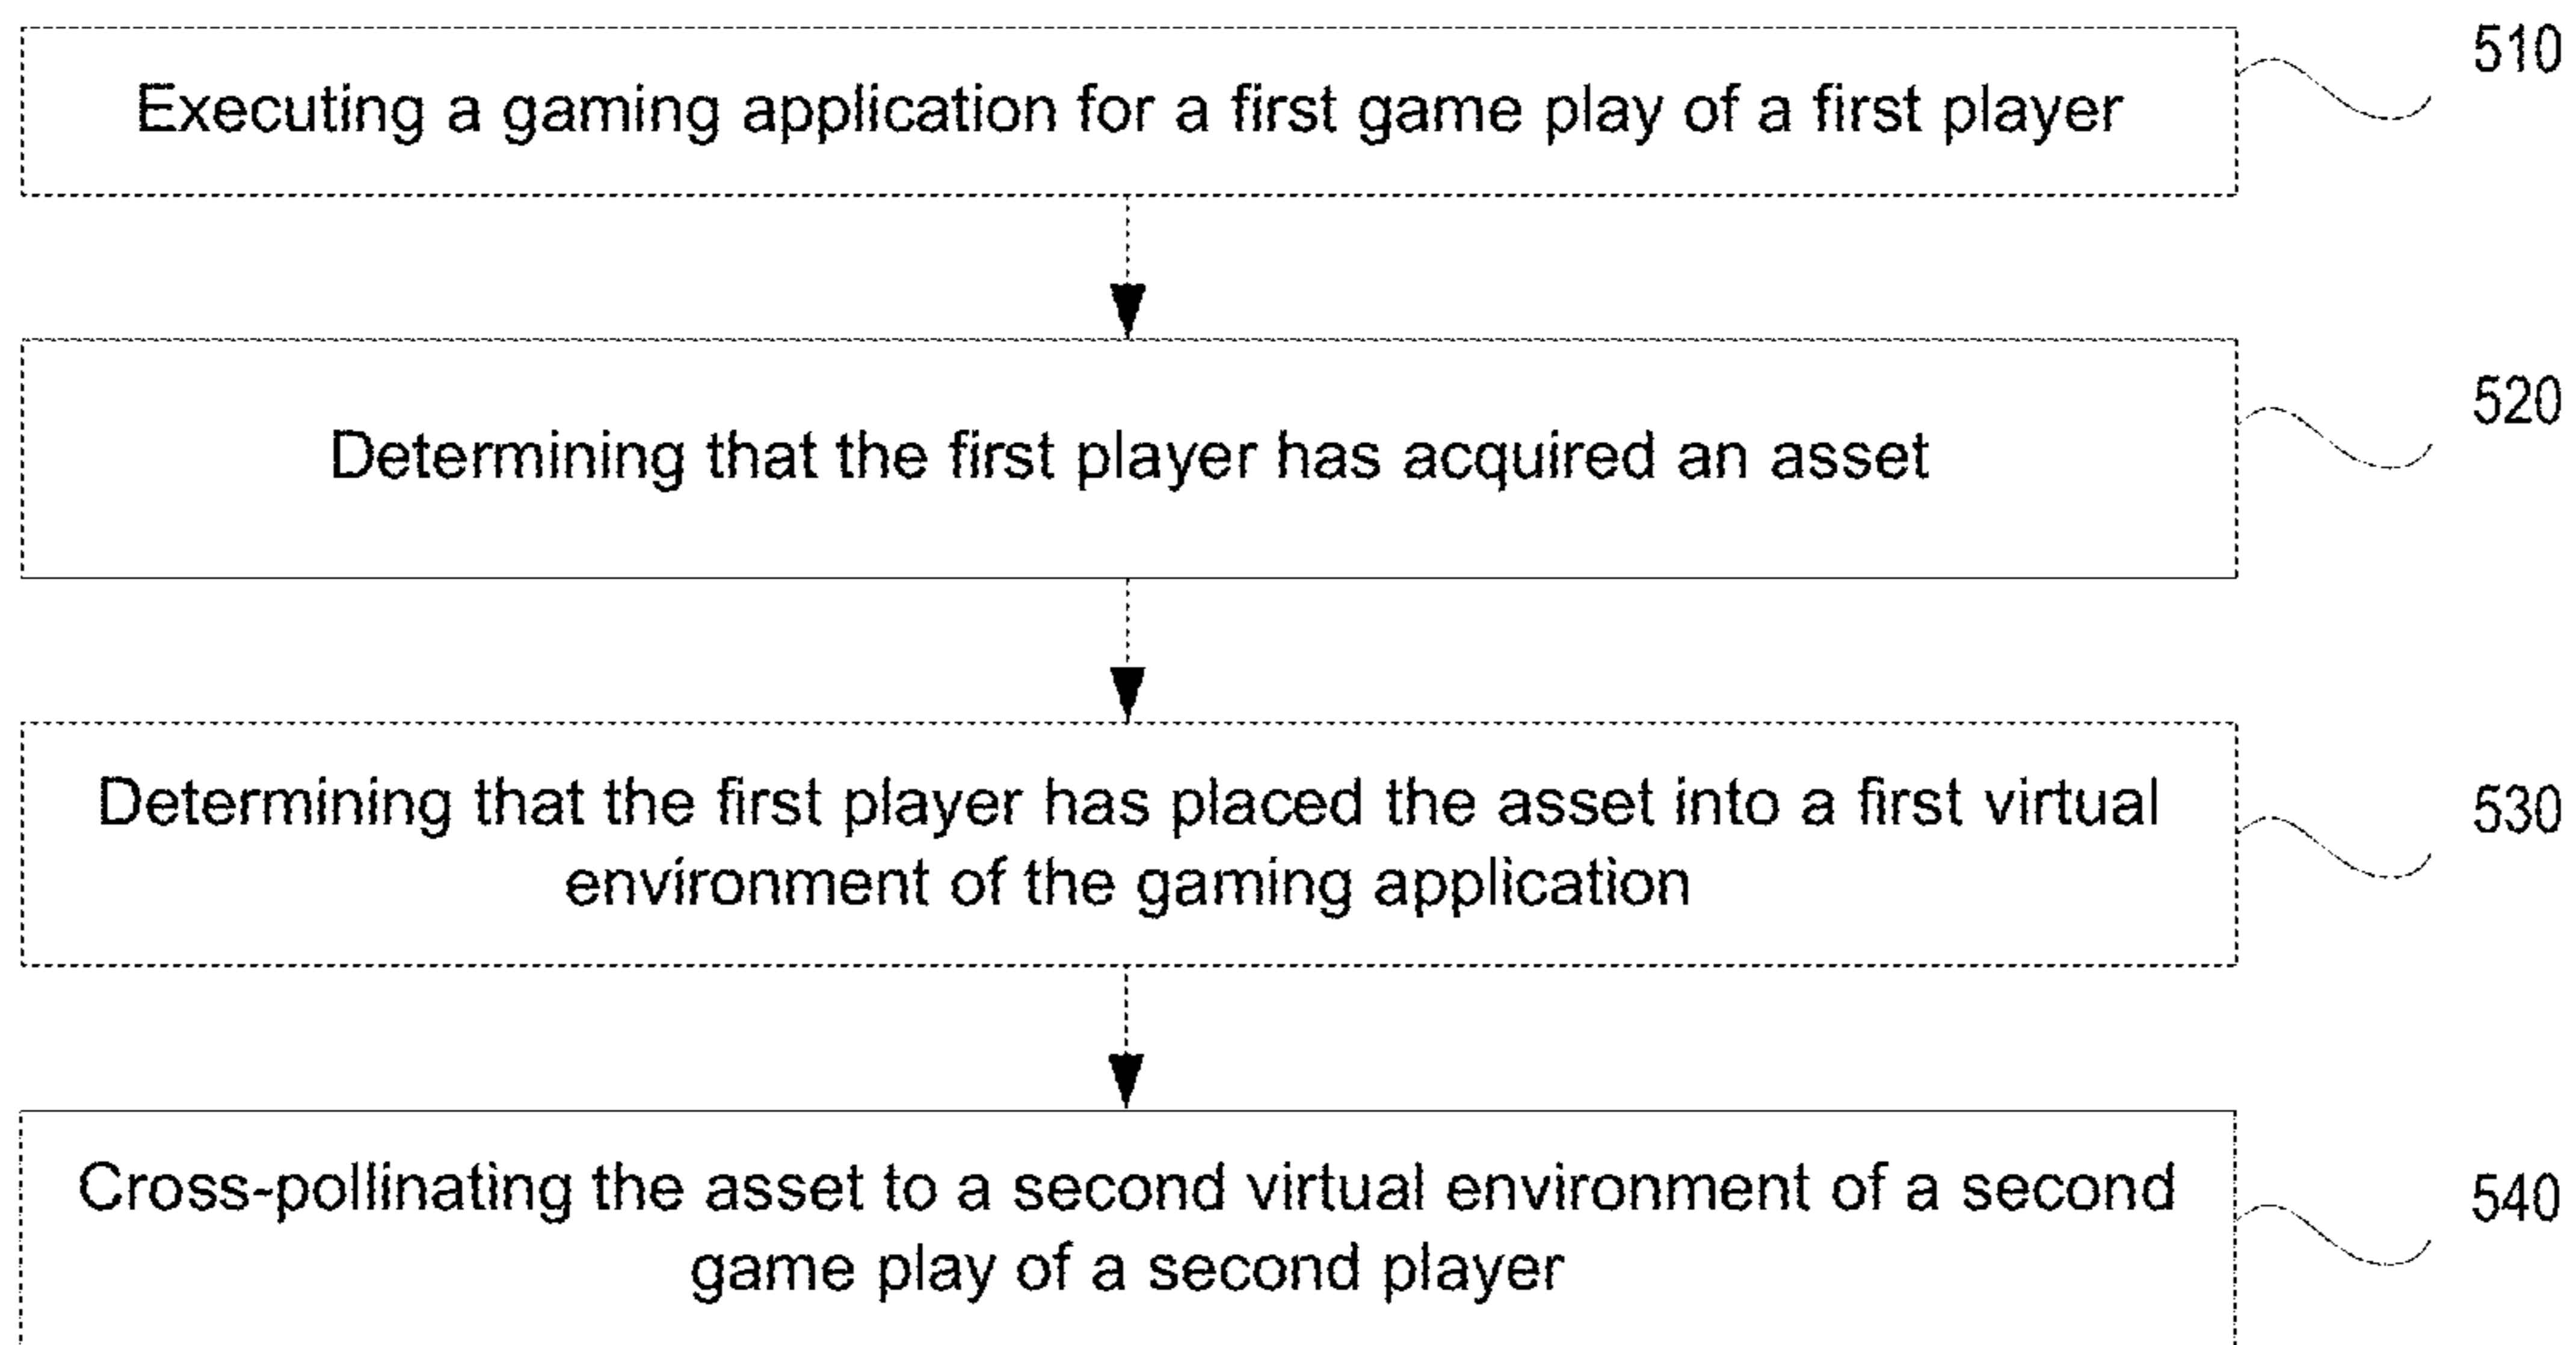 Executing a gaming application for a first game play of a first player
510
Determining that the first player has acquired an asset
520
Determining that the first player has placed the asset into a first virtual
environment of the gaming application
530
Cross-pollinating the asset to a second virtual environment of a second
game play of a second player
540